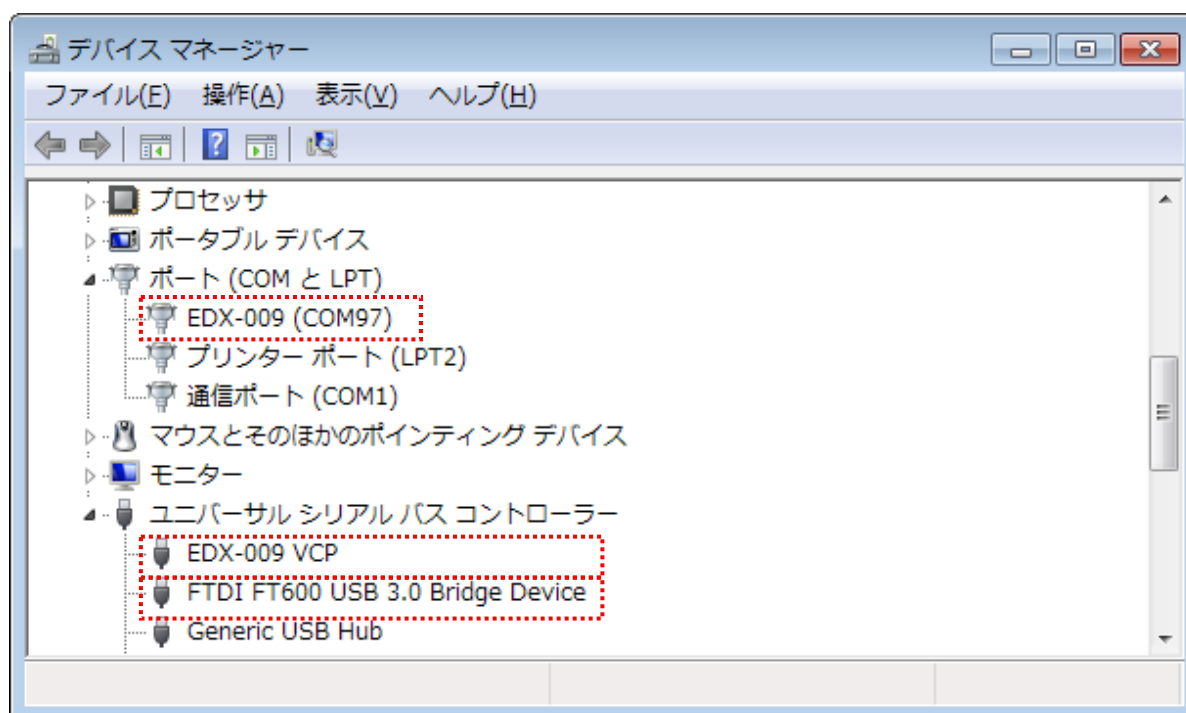 デバイス マネージャー
ファイル(F) 操作(A) 表示(V) ヘルプ(H)
プロセッサ
ポータブル デバイス
ポート (COM と LPT)
EDX-009 (COM97)
プリンター ポート (LPT2)
通信ポート (COM1)
マウスとそのほかのポインティング デバイス
モニター
ユニバーサル シリアル バス コントローラー
EDX-009 VCP
FTDI FT600 USB 3.0 Bridge Device
Generic USB Hub